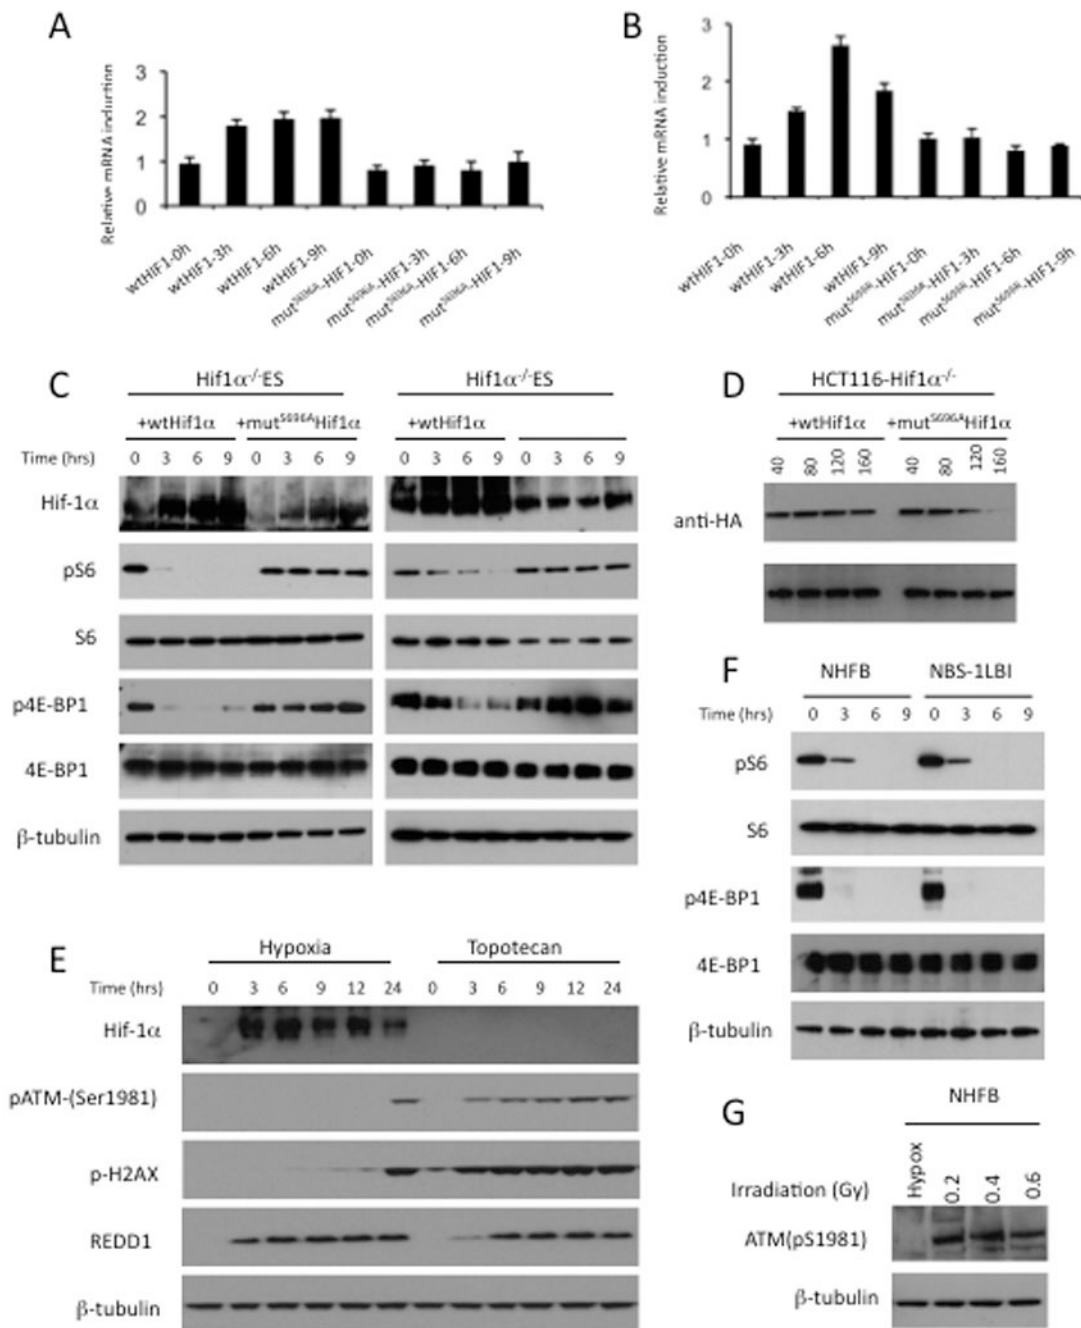 A
Relative mRNA induction
3
2
1
0
wtHIF1-0h
wtHIF1-3h
wtHIF1-6h
wtHIF1-9h
mutS696A-HIF1-0h
mutS696A-HIF1-3h
mutS696A-HIF1-6h
mutS696A-HIF1-9h
B
Relative mRNA induction
3
2
1
0
wtHIF1-0h
wtHIF1-3h
wtHIF1-6h
wtHIF1-9h
mutS696A-HIF1-0h
mutS696A-HIF1-3h
mutS696A-HIF1-6h
mutS696A-HIF1-9h
C
Hif1α-/-ES Hif1α-/-ES
+wtHif1α +mutS696AHif1α +wtHif1α
Time (hrs) 0 3 6 9 0 3 6 9 0 3 6 9 0 3 6 9
Hif-1α
pS6
S6
p4E-BP1
4E-BP1
β-tubulin
D
HCT116-Hif1α-/-
+wtHif1α +mutS696AHif1α
40 80 120 160 40 80 120 160
anti-HA
E
Hypoxia Topotecan
Time (hrs) 0 3 6 9 12 24 0 3 6 9 12 24
Hif-1α
pATM-(Ser1981)
p-H2AX
REDD1
β-tubulin
F
NHFB NBS-1LBI
Time (hrs) 0 3 6 9 0 3 6 9
pS6
S6
p4E-BP1
4E-BP1
β-tubulin
G
NHFB
Irradiation (Gy) Hypox 0.2 0.4 0.6
ATM(pS1981)
β-tubulin